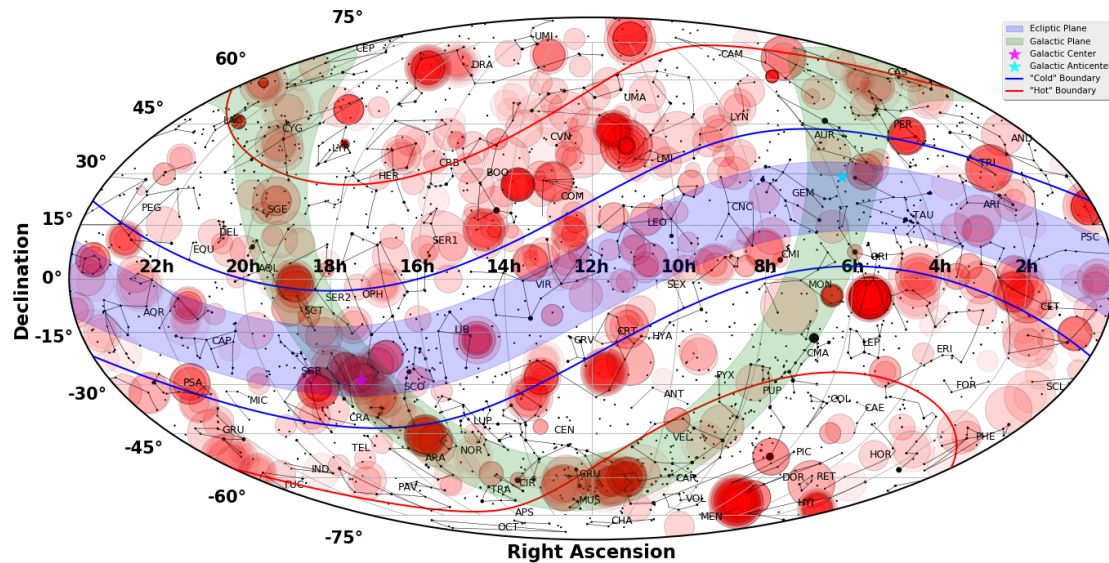 75°
60°
45°
30°
15°
0°
-15°
-30°
-45°
-60°
-75°
Declination
Right Ascension
22h
20h
18h
16h
14h
12h
10h
8h
6h
4h
2h
Ecliptic Plane
Galactic Plane
Galactic Center
Galactic Anticenter
"Cold" Boundary
"Hot" Boundary
CEP
UMI
DRA
CAM
CAS
UMA
LAC
CYG
LYR
HER
CRB
CVN
BOO
COM
LMI
LYN
AUR
PER
AND
TRI
PEG
SGE
DEL
EQU
AQL
SER1
LEO
CNC
GEM
TAU
ARI
PSC
SER2
OPH
VIR
SEX
CMI
ORI
MON
CET
AQR
SCT
CAP
LIB
GRV
CRT
HYA
CMA
LEP
ERI
PSA
SGR
SCO
MIC
CRA
ANT
PYX
PUP
COL
CAE
FOR
SCL
GRU
LUP
CEN
TEL
ARA
NOR
VEL
PIC
HOR
PHE
TUC
IND
PAV
TRA
CIR
CRU
MUS
CAR
VOL
DOR
RET
HYI
APS
OCT
CHA
MEN